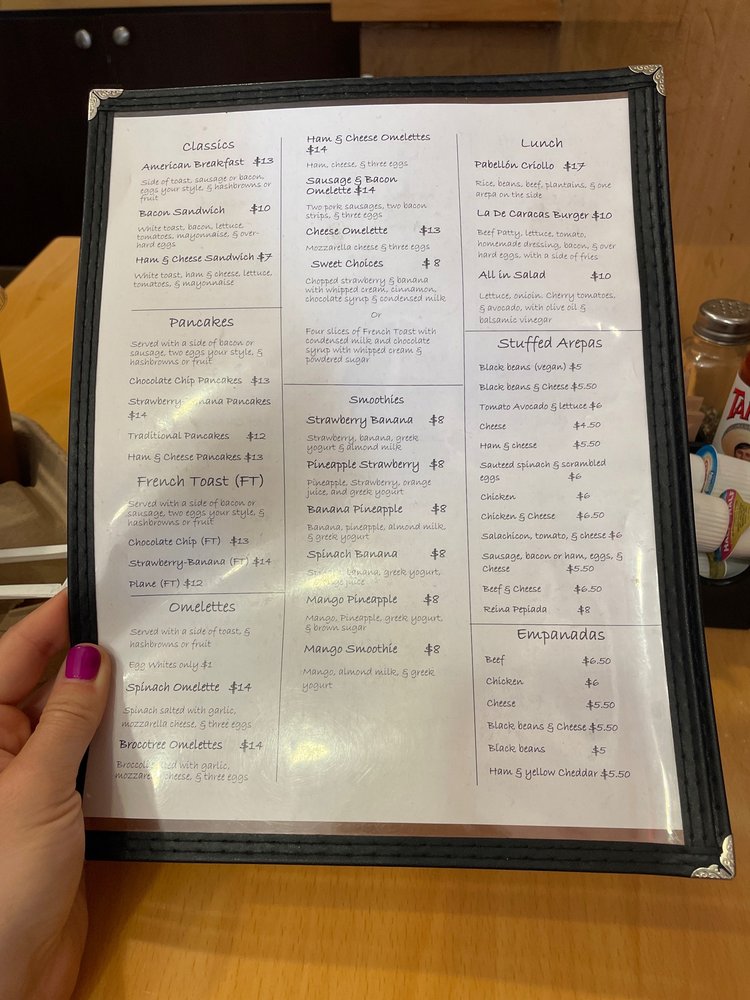 Classics
American Breakfast $13
Side of toast, sausage or bacon,
eggs your style, & hashbrowns or
fruit
Bacon Sandwich $10
White toast, bacon, lettuce,
tomatoes, mayonnaise, & over-
hard eggs
Ham & Cheese Sandwich $7
White toast, ham & cheese, lettuce,
tomatoes, & mayonnaise
Pancakes
Served with a side of bacon or
sausage, two eggs your style, &
hashbrowns or fruit
Chocolate Chip Pancakes $13
Strawberry Pancakes
$14
Traditional Pancakes $12
Ham & Cheese Pancakes $13
French Toast (FT)
Served with a side of bacon or
sausage, two eggs your style, &
hashbrowns or fruit
Chocolate Chip (FT) $13
Strawberry-Banana (FT) $14
Plane (FT) $12
Omelettes
Served with a side of toast, &
hashbrowns or fruit
Egg Whites only $1
Spinach Omelette $14
Spinach salted with garlic,
mozzarella cheese, & three eggs
Brocotree Omelettes $14
Broccoli with garlic,
mozzarella cheese, & three eggs
Ham & Cheese Omelettes
$14
Ham, cheese, & three eggs
Sausage & Bacon
Omelette $14
Two pork sausages, two bacon
strips, & three eggs
Cheese Omelette $13
Mozzarella cheese & three eggs
Sweet Choices $8
Chopped strawberry & banana
with whipped cream, cinnamon,
chocolate syrup & condensed milk
Or
Four slices of French Toast with
condensed milk and chocolate
syrup with whipped cream &
powdered sugar
Smoothies
Strawberry Banana $8
Strawberry, banana, greek
yogurt & almond milk
Pineapple Strawberry $8
Pineapple, Strawberry, orange
juice, and greek yogurt
Banana Pineapple $8
Banana, pineapple, almond milk,
& greek yogurt
Spinach Banana $8
banana, greek yogurt,
juice
Mango Pineapple $8
Mango, Pineapple, greek yogurt,
& brown sugar
Mango Smoothie $8
Mango, almond milk, & greek
yogurt
Lunch
Pabellón Criollo $17
Rice, beans, beef, plantains, & one
arepa on the side
La De Caracas Burger $10
Beef Patty, lettuce, tomato,
homemade dressing, bacon, & over
hard eggs, with a side of fries
All in Salad $10
Lettuce, onioin. Cherry tomatoes,
& avocado, with olive oil &
balsamic vinegar
Stuffed Arepas
Black beans (vegan) $5
Black beans & Cheese $5.50
Tomato Avocado & lettuce $6
Cheese $4.50
Ham & cheese $5.50
Sauteed spinach & scrambled
eggs $6
Chicken $6
Chicken & Cheese $6.50
Salachicon, tomato, & cheese $6
Sausage, bacon or ham, eggs, &
Cheese $5.50
Beef & Cheese $6.50
Reina Pepiada $8
Empanadas
Beef $6.50
Chicken $6
Cheese $5.50
Black beans & Cheese $5.50
Black beans $5
Ham & yellow Cheddar $5.50